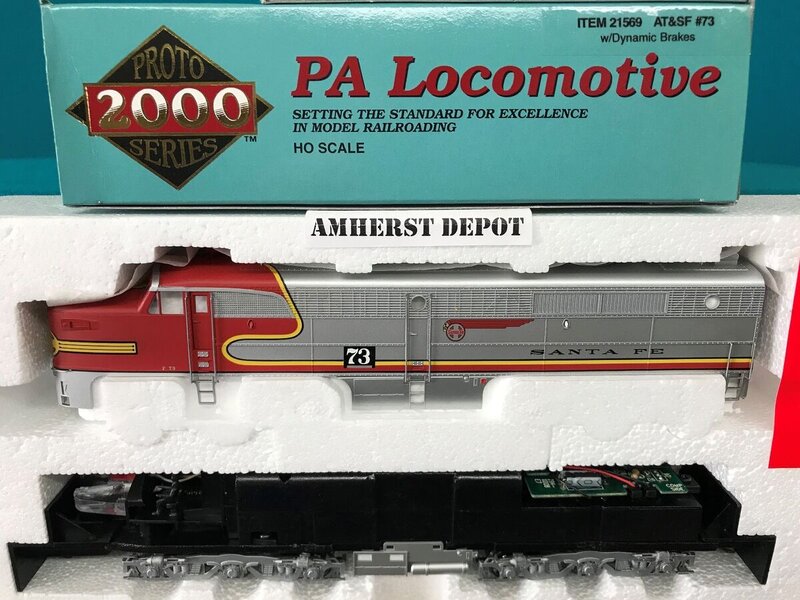 ITEM 21569 AT&SF #73
w/Dynamic Brakes
PROTO
2000
SERIES
TM
PA Locomotive
SETTING THE STANDARD FOR EXCELLENCE
IN MODEL RAILROADING
HO SCALE
AMHERST DEPOT
73
SANTA FE